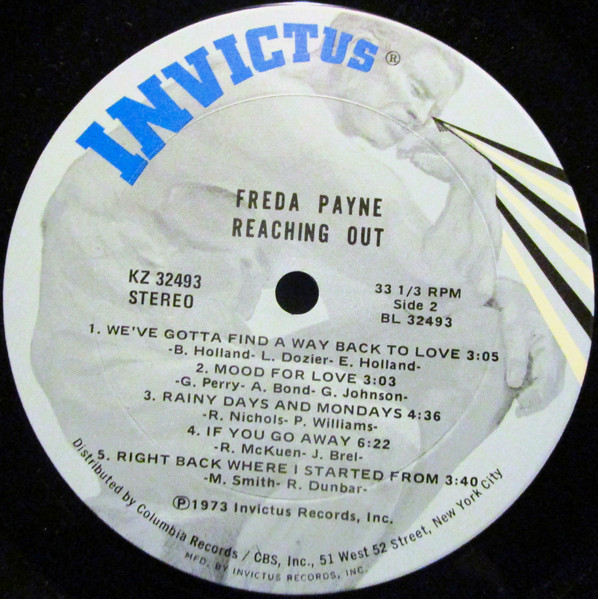 INVICTUS®
FREDA PAYNE
REACHING OUT
KZ 32493
STEREO
33 1/3 RPM
Side 2
BL 32493
1. WE'VE GOTTA FIND A WAY BACK TO LOVE 3:05
-B. Holland- L. Dozier- E. Holland-
2. MOOD FOR LOVE 3:03
-G. Perry- A. Bond- G. Johnson-
3. RAINY DAYS AND MONDAYS 4:36
-R. Nichols- P. Williams-
4. IF YOU GO AWAY 6:22
-R. McKuen- J. Brel-
5. RIGHT BACK WHERE I STARTED FROM 3:40
-M. Smith- R. Dunbar-
℗1973 Invictus Records, Inc.
Distributed by Columbia Records / CBS, Inc., 51 West 52 Street, New York City
MFD. BY INVICTUS RECORDS, INC.